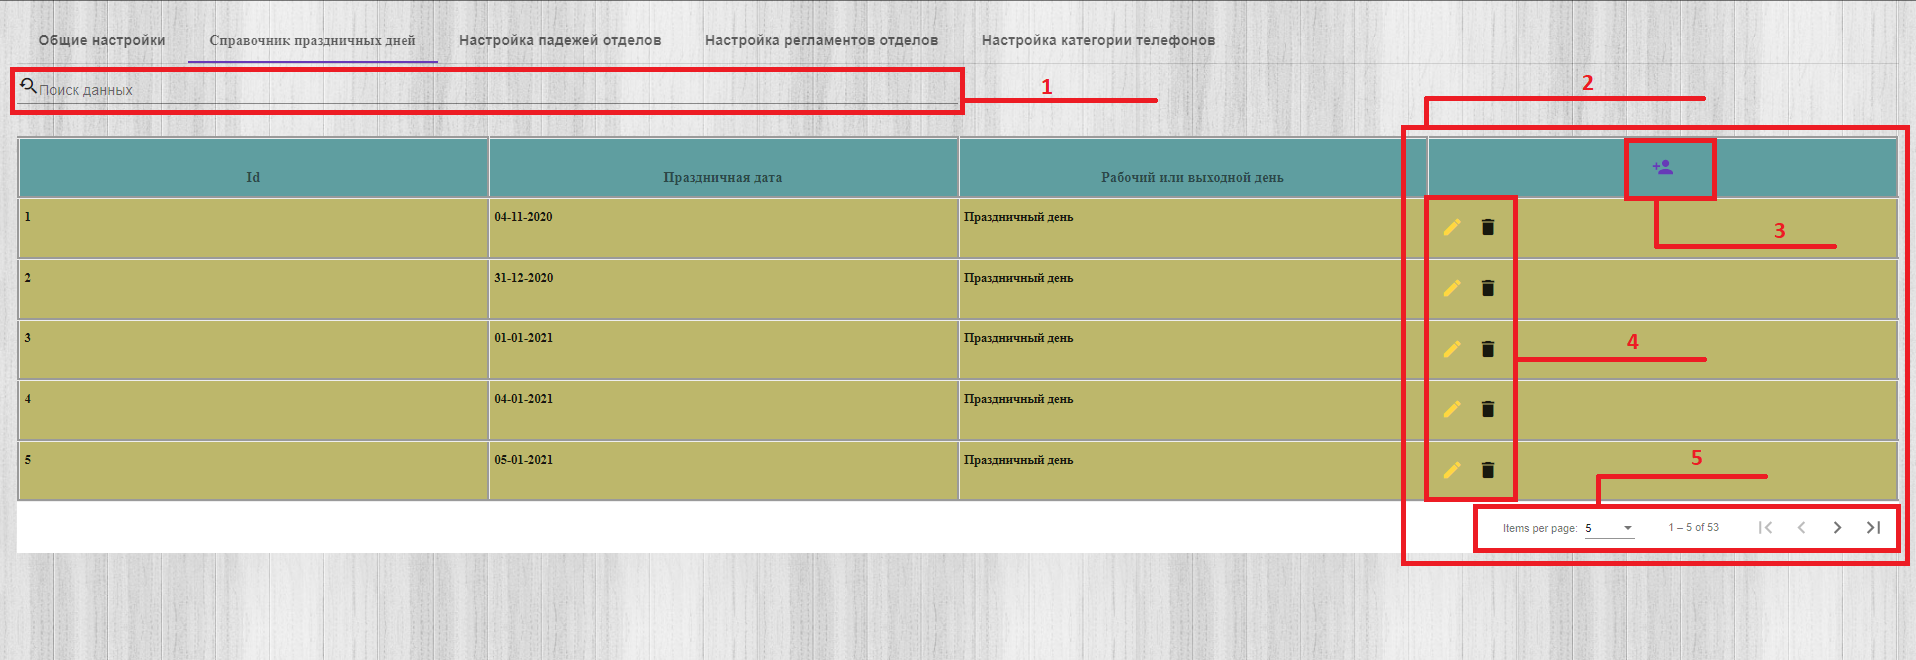 Общие настройки Справочник праздничных дней Настройка падежей отделов Настройка регламентов отделов Настройка категории телефонов
Поиск данных 1 2
Id Праздничная дата Рабочий или выходной день
1 04-11-2020 Праздничный день
3
2 31-12-2020 Праздничный день
3 01-01-2021 Праздничный день
4
4 04-01-2021 Праздничный день
5 05-01-2021 Праздничный день
5
Items per page: 5 1 – 5 of 53